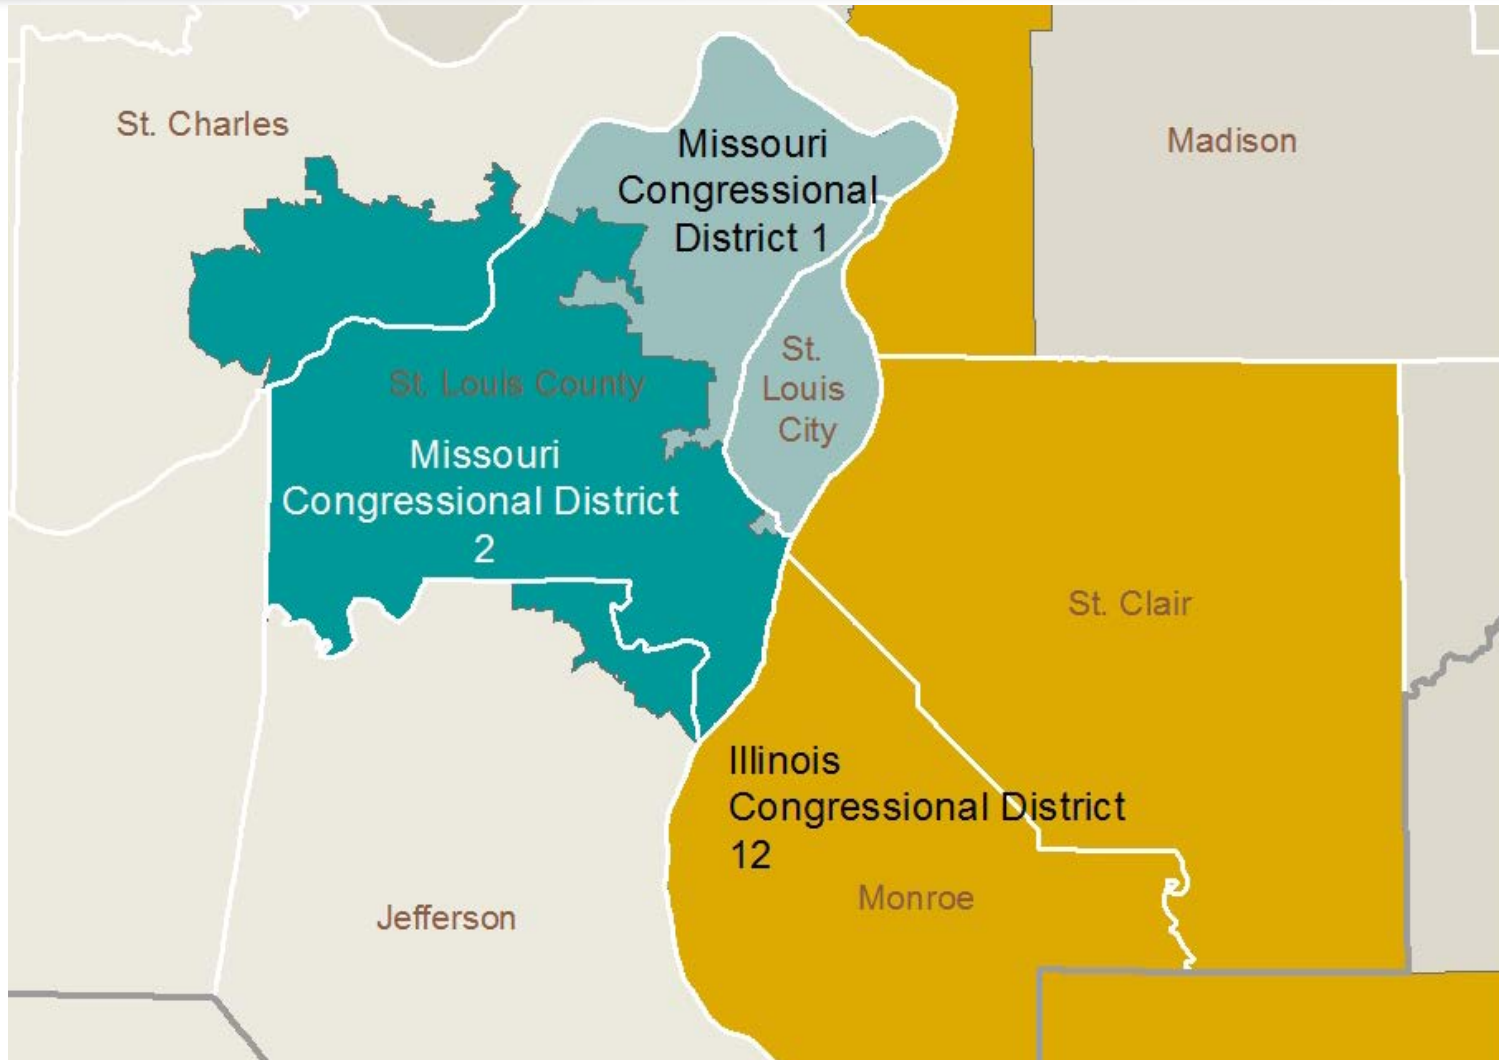 St. Charles
Missouri
Congressional
District 1
Madison
St.
Louis
City
St. Louis County
Missouri
Congressional District
2
St. Clair
Illinois
Congressional District
12
Monroe
Jefferson